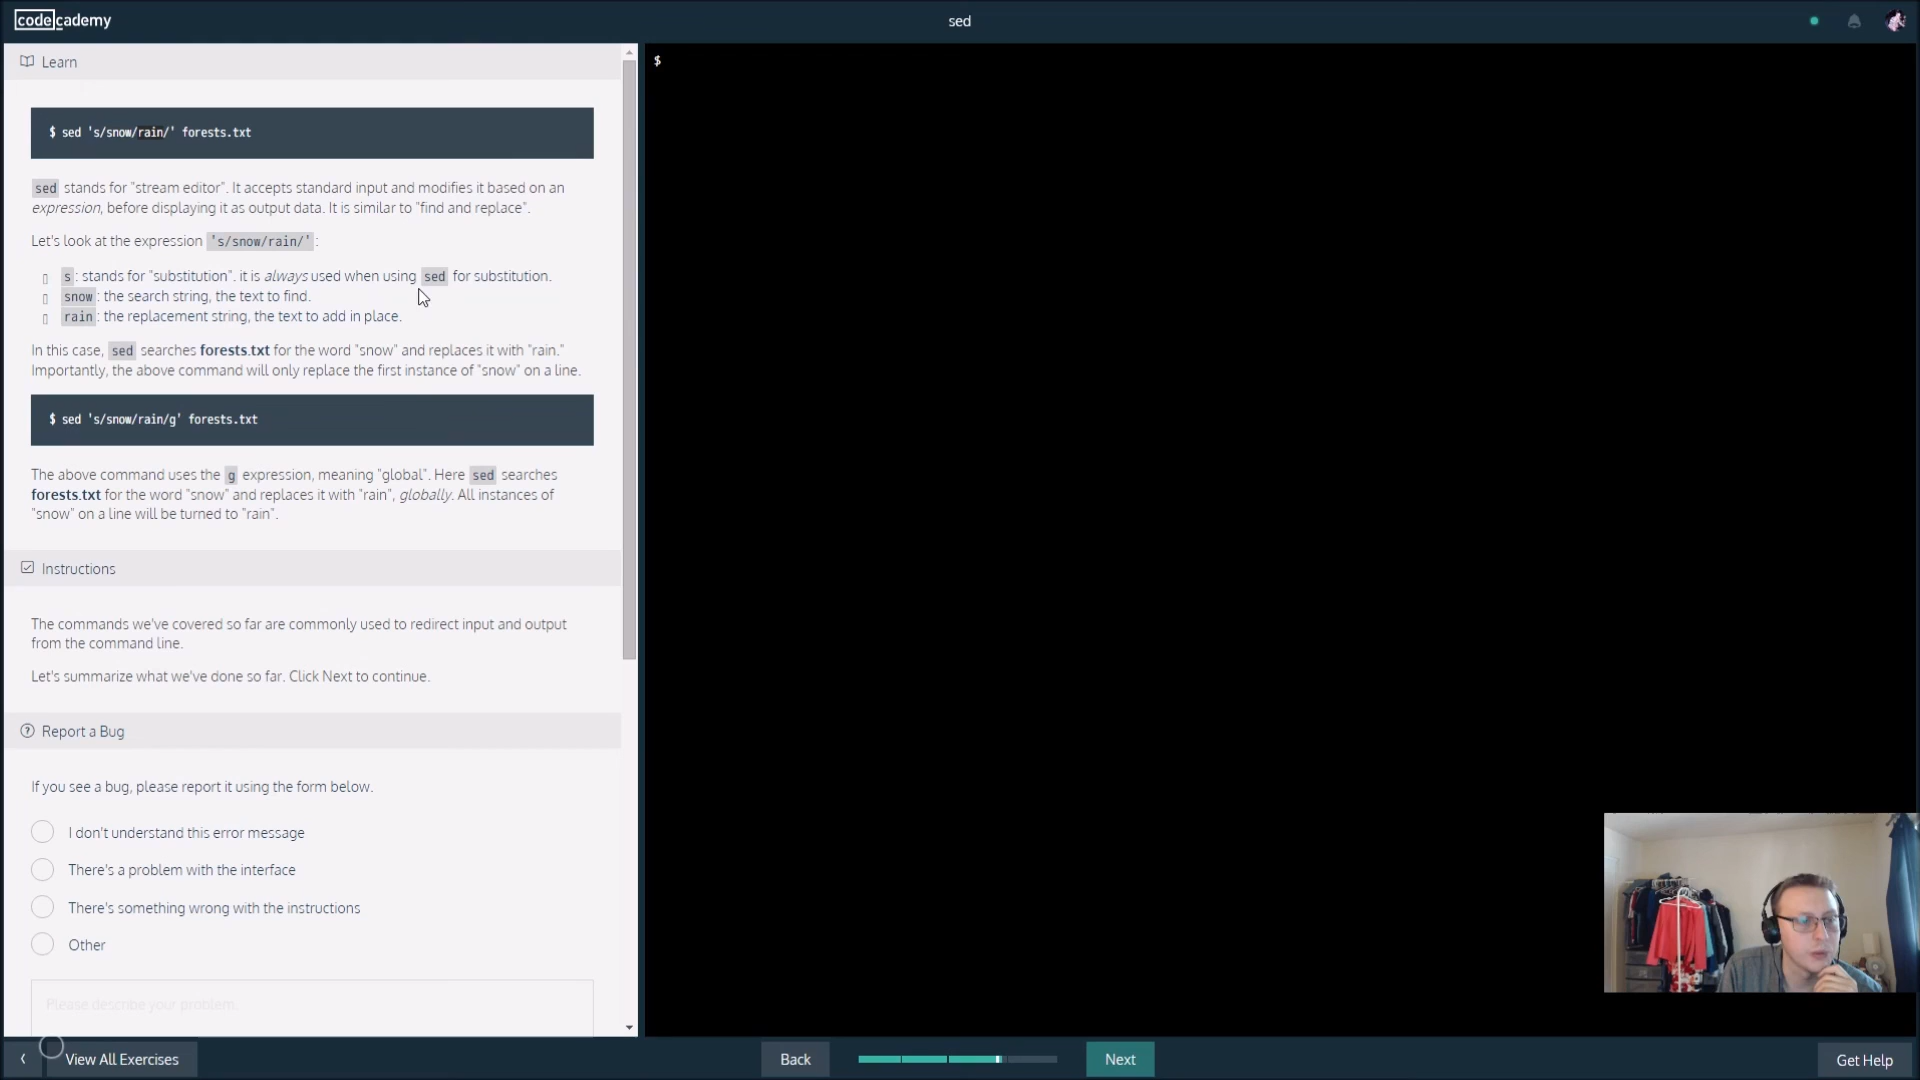 codecademy
sed
Learn
$
$ sed 's/snow/rain/' forests.txt
sed stands for "stream editor". It accepts standard input and modifies it based on an
expression, before displaying it as output data. It is similar to "find and replace".
Let's look at the expression 's/snow/rain/':
s: stands for "substitution". it is always used when using sed for substitution.
snow: the search string, the text to find.
rain: the replacement string, the text to add in place.
In this case, sed searches forests.txt for the word "snow" and replaces it with "rain."
Importantly, the above command will only replace the first instance of "snow" on a line.
$ sed 's/snow/rain/g' forests.txt
The above command uses the g expression, meaning "global". Here sed searches
forests.txt for the word "snow" and replaces it with "rain", globally. All instances of
"snow" on a line will be turned to "rain".
Instructions
The commands we've covered so far are commonly used to redirect input and output
from the command line.
Let's summarize what we've done so far. Click Next to continue.
Report a Bug
If you see a bug, please report it using the form below.
I don't understand this error message
There's a problem with the interface
There's something wrong with the instructions
Other
Please describe your problem.
View All Exercises
Back
Next
Get Help